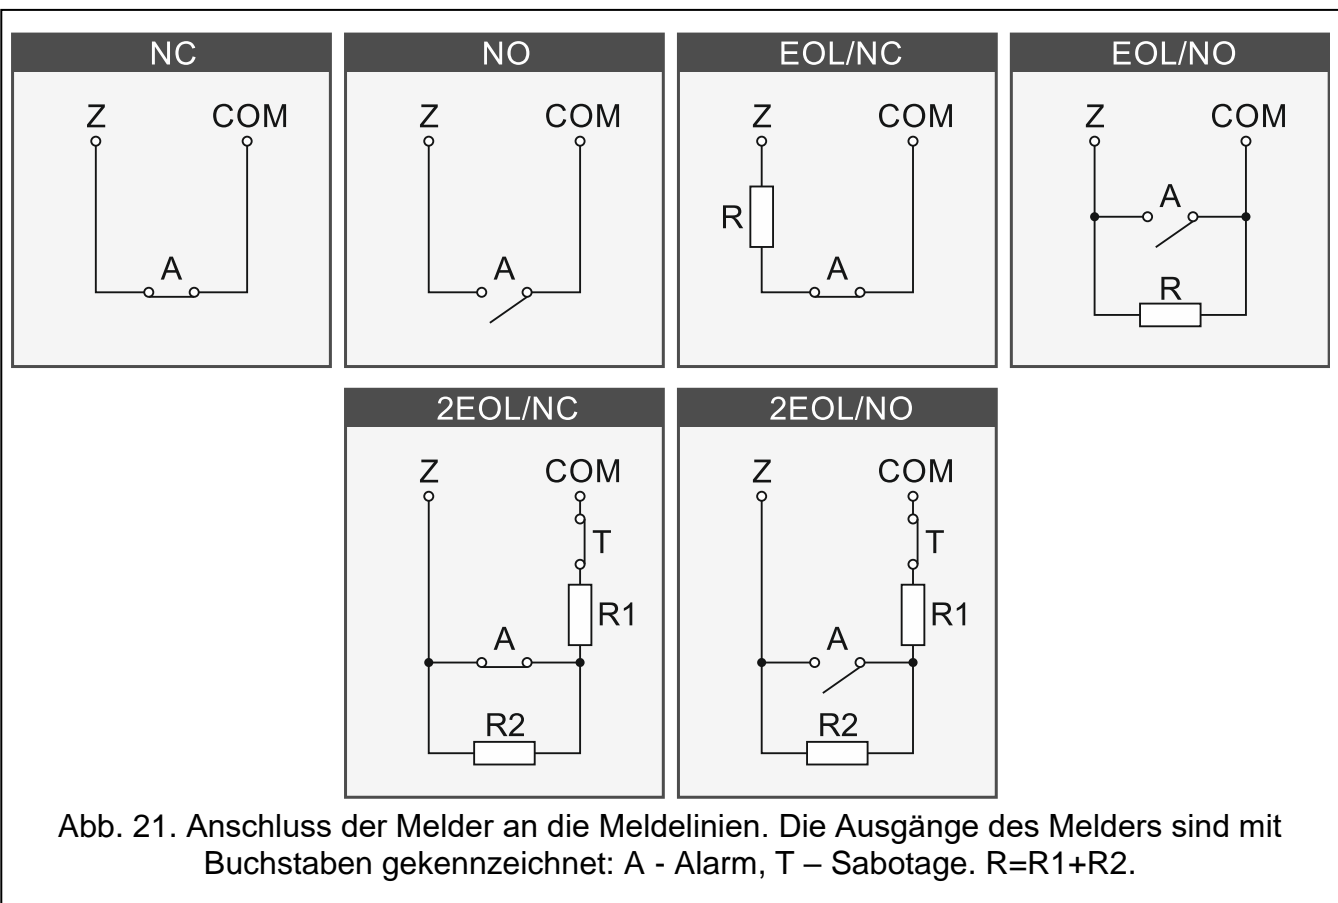 NC
Z COM
A
NO
Z COM
A
EOL/NC
Z COM
R
A
EOL/NO
Z COM
A
R
2EOL/NC
Z COM
T
R1
A
R2
2EOL/NO
Z COM
T
R1
A
R2
Abb. 21. Anschluss der Melder an die Meldelinien. Die Ausgänge des Melders sind mit
Buchstaben gekennzeichnet: A - Alarm, T – Sabotage. R=R1+R2.